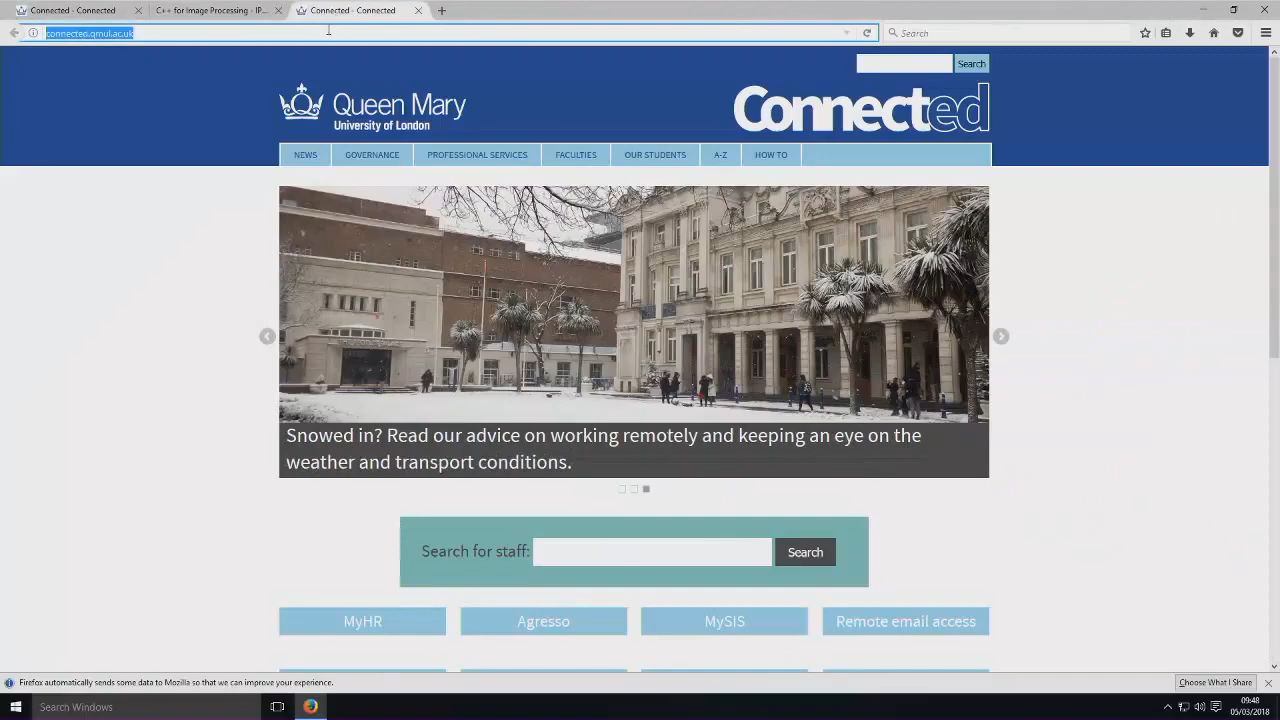 Connected - Connected
C++ for Image Processing - IP...
Connected - Connected
connected.qmul.ac.uk
Search
Search
Queen Mary
University of London
Connected
NEWS
GOVERNANCE
PROFESSIONAL SERVICES
FACULTIES
OUR STUDENTS
A-Z
HOW TO
Snowed in? Read our advice on working remotely and keeping an eye on the
weather and transport conditions.
Search for staff:
Search
MyHR
Agresso
MySIS
Remote email access
Firefox automatically sends some data to Mozilla so that we can improve your experience.
Choose What I Share
Search Windows
09:48
05/03/2018